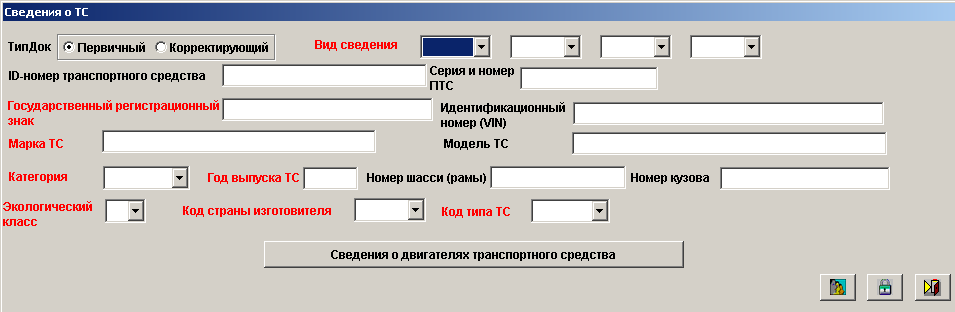 Сведения о ТС
ТипДок Первичный Корректирующий Вид сведения
ID-номер транспортного средства Серия и номер
ПТС
Государственный регистрационный
знак
Идентификационный
номер (VIN)
Марка ТС Модель ТС
Категория Год выпуска ТС Номер шасси (рамы) Номер кузова
Экологический
класс
Код страны изготовителя Код типа ТС
Сведения о двигателях транспортного средства